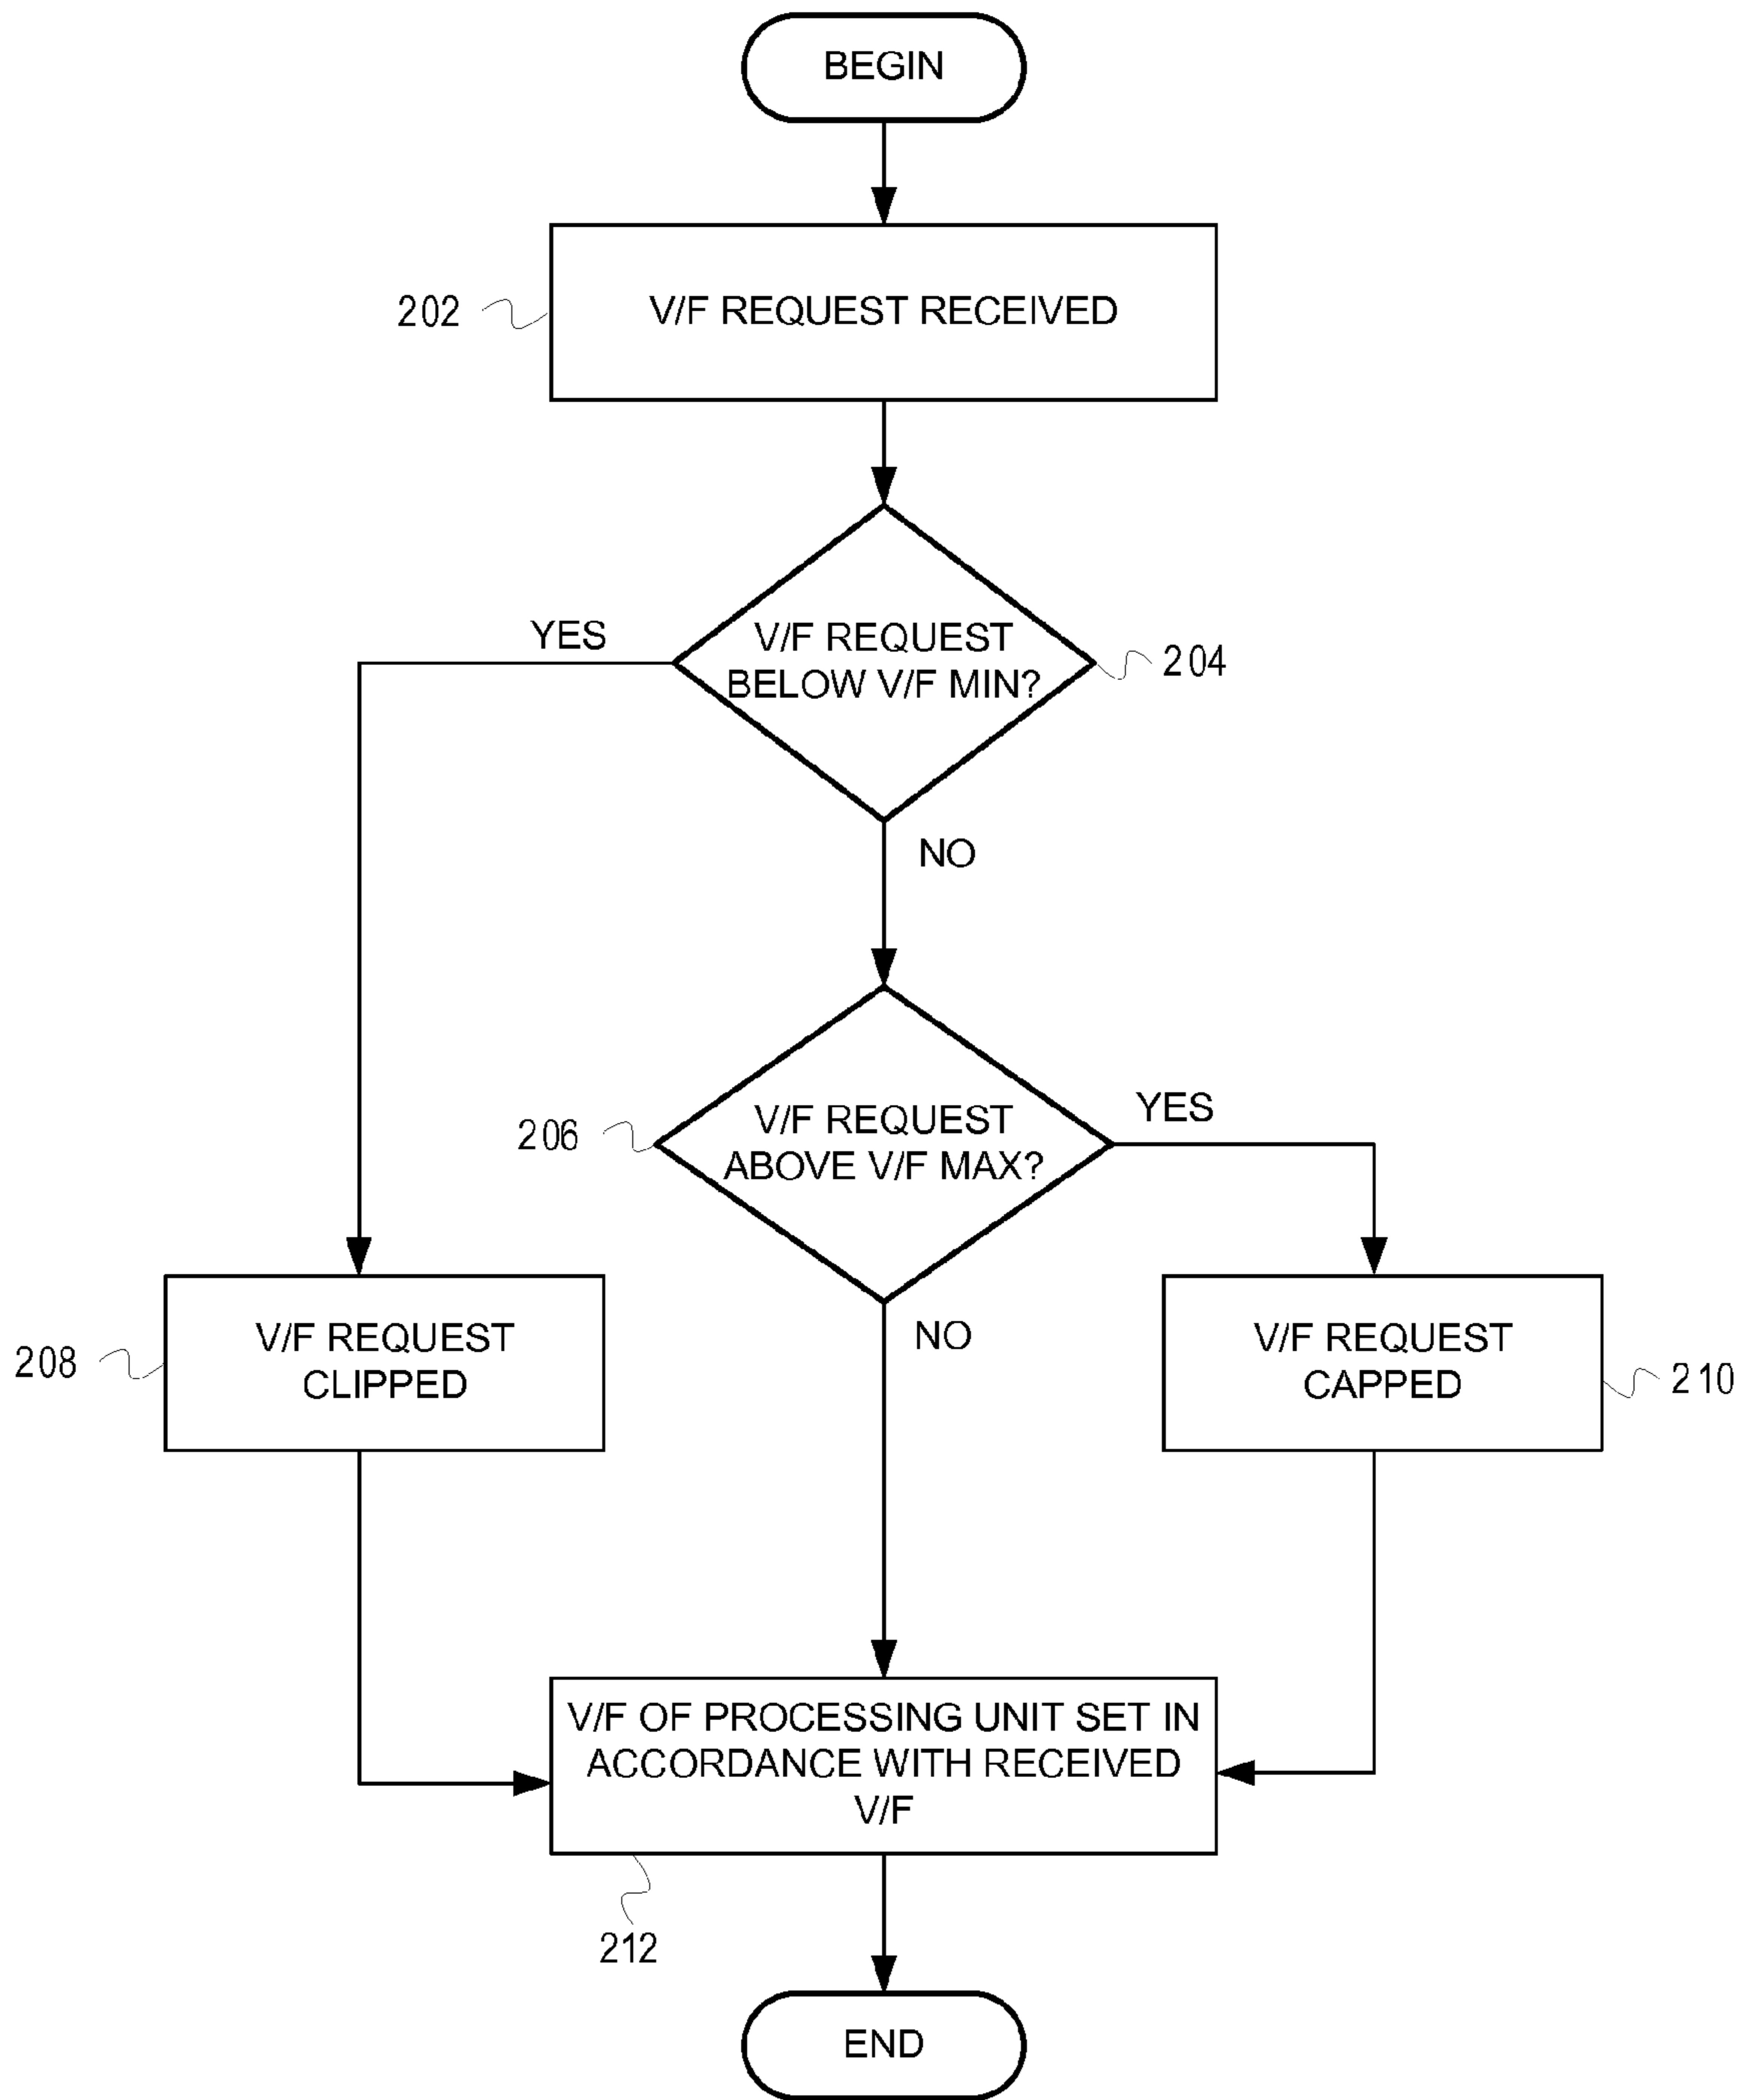 BEGIN
202
V/F REQUEST RECEIVED
YES
V/F REQUEST
BELOW V/F MIN?
204
NO
206
V/F REQUEST
ABOVE V/F MAX?
YES
208
V/F REQUEST
CLIPPED
NO
V/F REQUEST
CAPPED
210
V/F OF PROCESSING UNIT SET IN
ACCORDANCE WITH RECEIVED
V/F
212
END